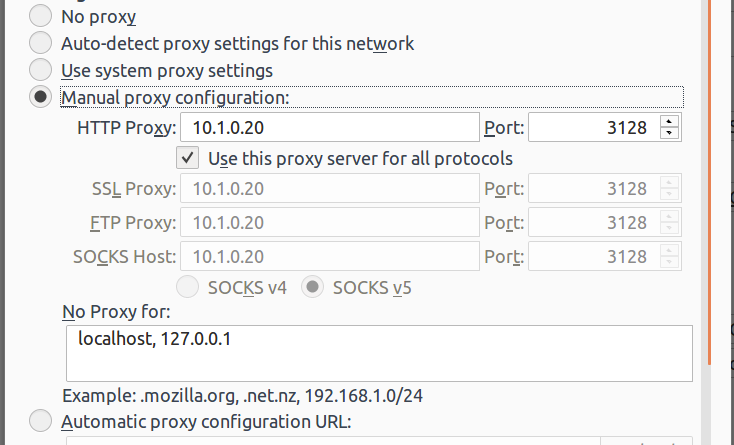 No proxy
Auto-detect proxy settings for this network
Use system proxy settings
Manual proxy configuration:
HTTP Proxy: 10.1.0.20 Port: 3128
Use this proxy server for all protocols
SSL Proxy: 10.1.0.20 Port: 3128
FTP Proxy: 10.1.0.20 Port: 3128
SOCKS Host: 10.1.0.20 Port: 3128
SOCKS v4 SOCKS v5
No Proxy for:
localhost, 127.0.0.1
Example: .mozilla.org, .net.nz, 192.168.1.0/24
Automatic proxy configuration URL: